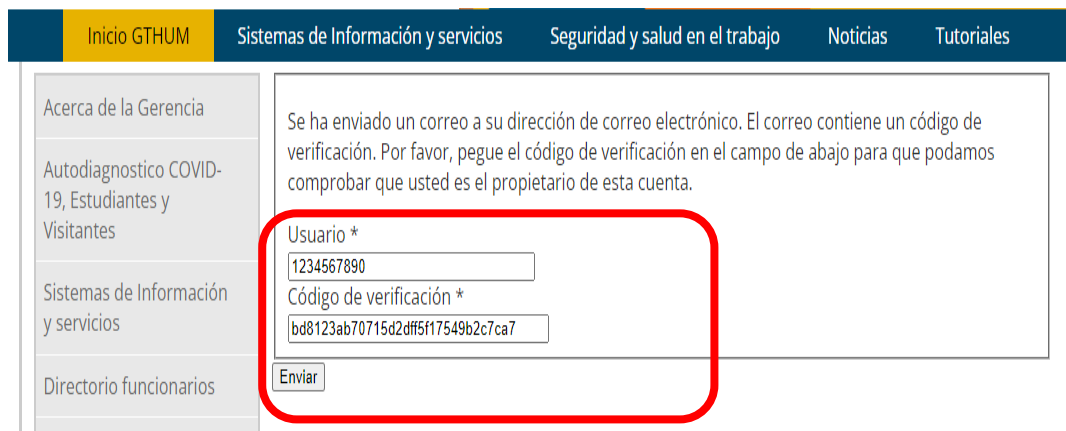 Inicio GTHUM Sistemas de Información y servicios Seguridad y salud en el trabajo Noticias Tutoriales
Acerca de la Gerencia
Autodiagnostico COVID-
19, Estudiantes y
Visitantes
Sistemas de Información
y servicios
Directorio funcionarios
Se ha enviado un correo a su dirección de correo electrónico. El correo contiene un código de
verificación. Por favor, pegue el código de verificación en el campo de abajo para que podamos
comprobar que usted es el propietario de esta cuenta.
Usuario *
1234567890
Código de verificación *
bd8123ab70715d2dff5f17549b2c7ca7
Enviar